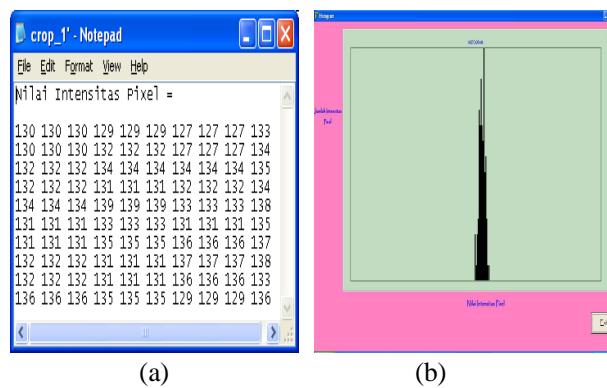 crop_1' - Notepad
File Edit Format View Help
Nilai Intensitas Pixel =
130 130 130 129 129 129 127 127 127 133
130 130 130 132 132 132 127 127 127 134
132 132 132 134 134 134 134 134 134 135
132 132 132 131 131 131 132 132 132 134
134 134 134 139 139 139 133 133 133 138
131 131 131 133 133 133 131 131 131 135
131 131 131 135 135 135 136 136 136 137
132 132 132 131 131 131 137 137 137 138
132 132 132 131 131 131 136 136 136 133
136 136 136 135 135 135 129 129 129 136
(a)
Histogram
HISTOGRAM
Jumlah Intensitas
Pixel
Nilai Intensitas Pixel
(b)